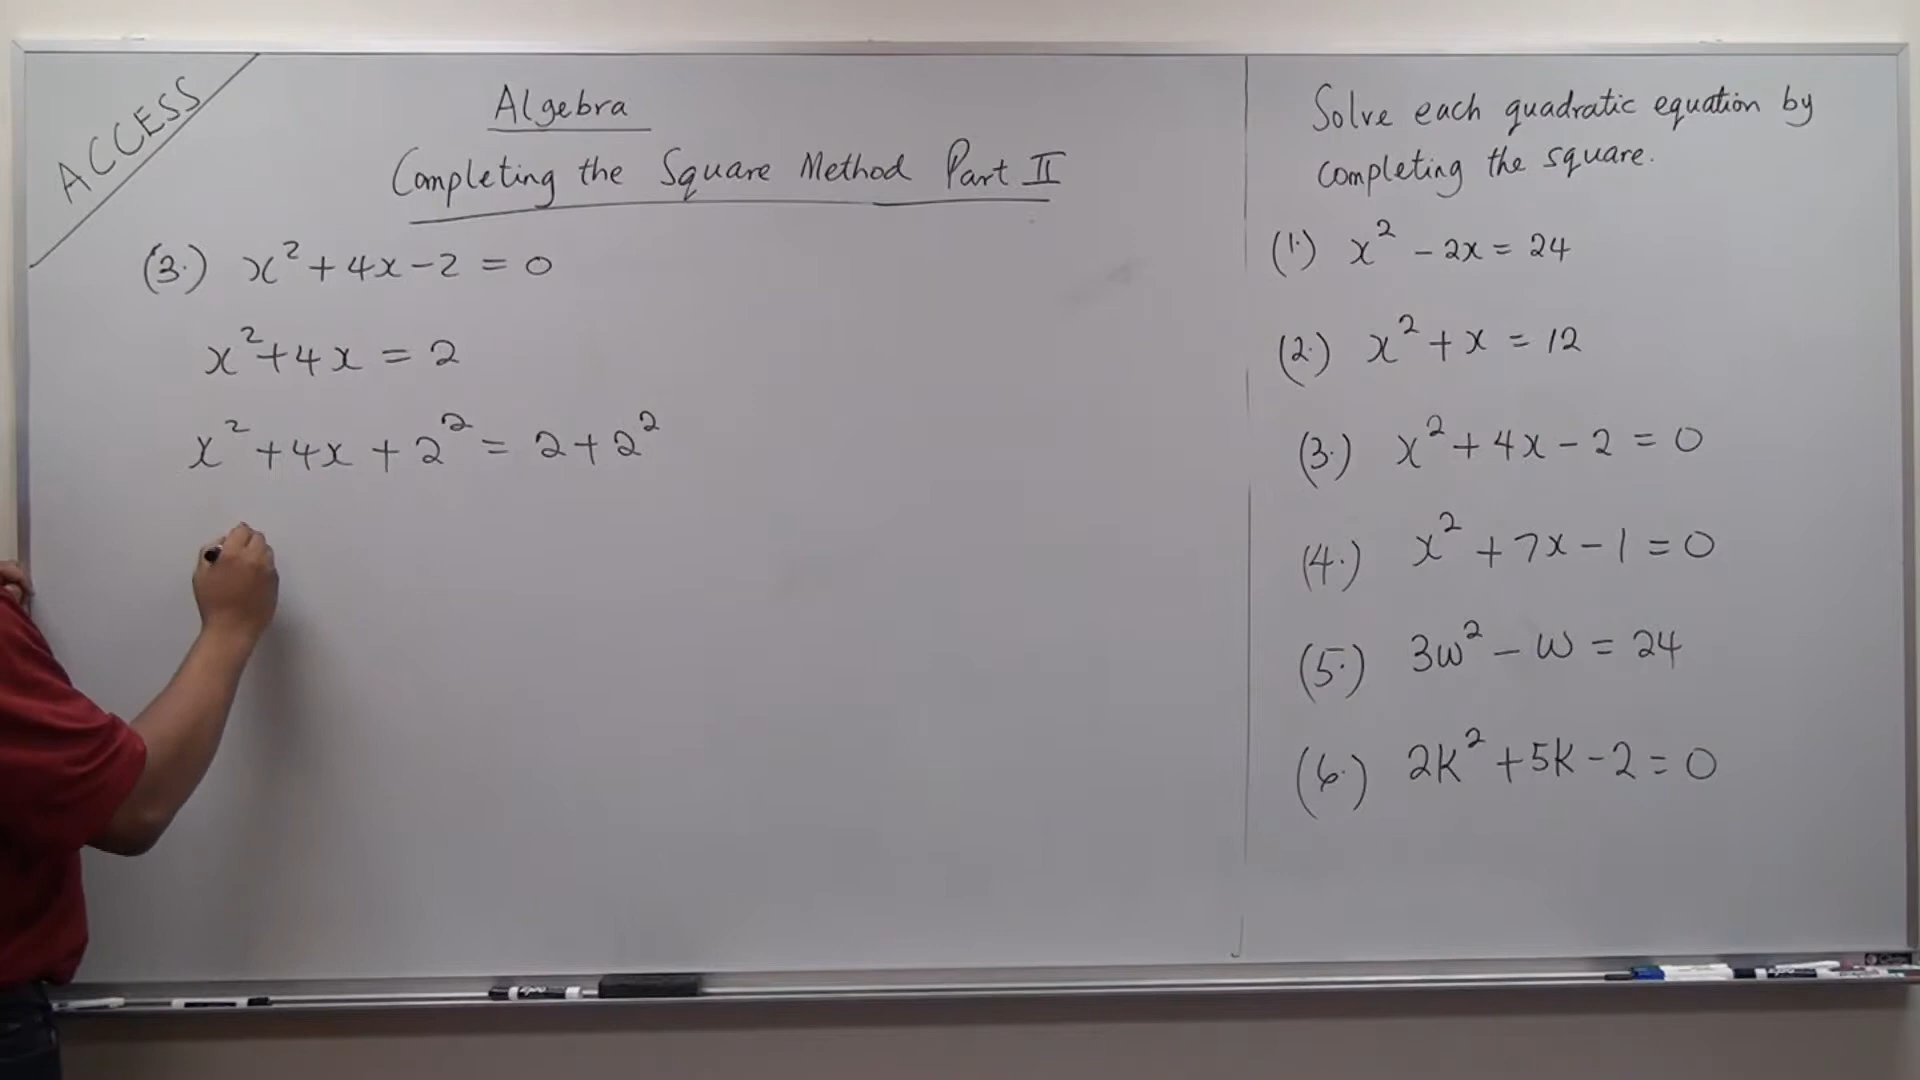 ACCESS
Algebra
Completing the Square Method Part II
(3.) x² + 4x - 2 = 0
x² + 4x = 2
x² + 4x + 2² = 2 + 2²
Solve each quadratic equation by
completing the square.
(1.) x² - 2x = 24
(2.) x² + x = 12
(3.) x² + 4x - 2 = 0
(4.) x² + 7x - 1 = 0
(5.) 3w² - w = 24
(6.) 2k² + 5k - 2 = 0